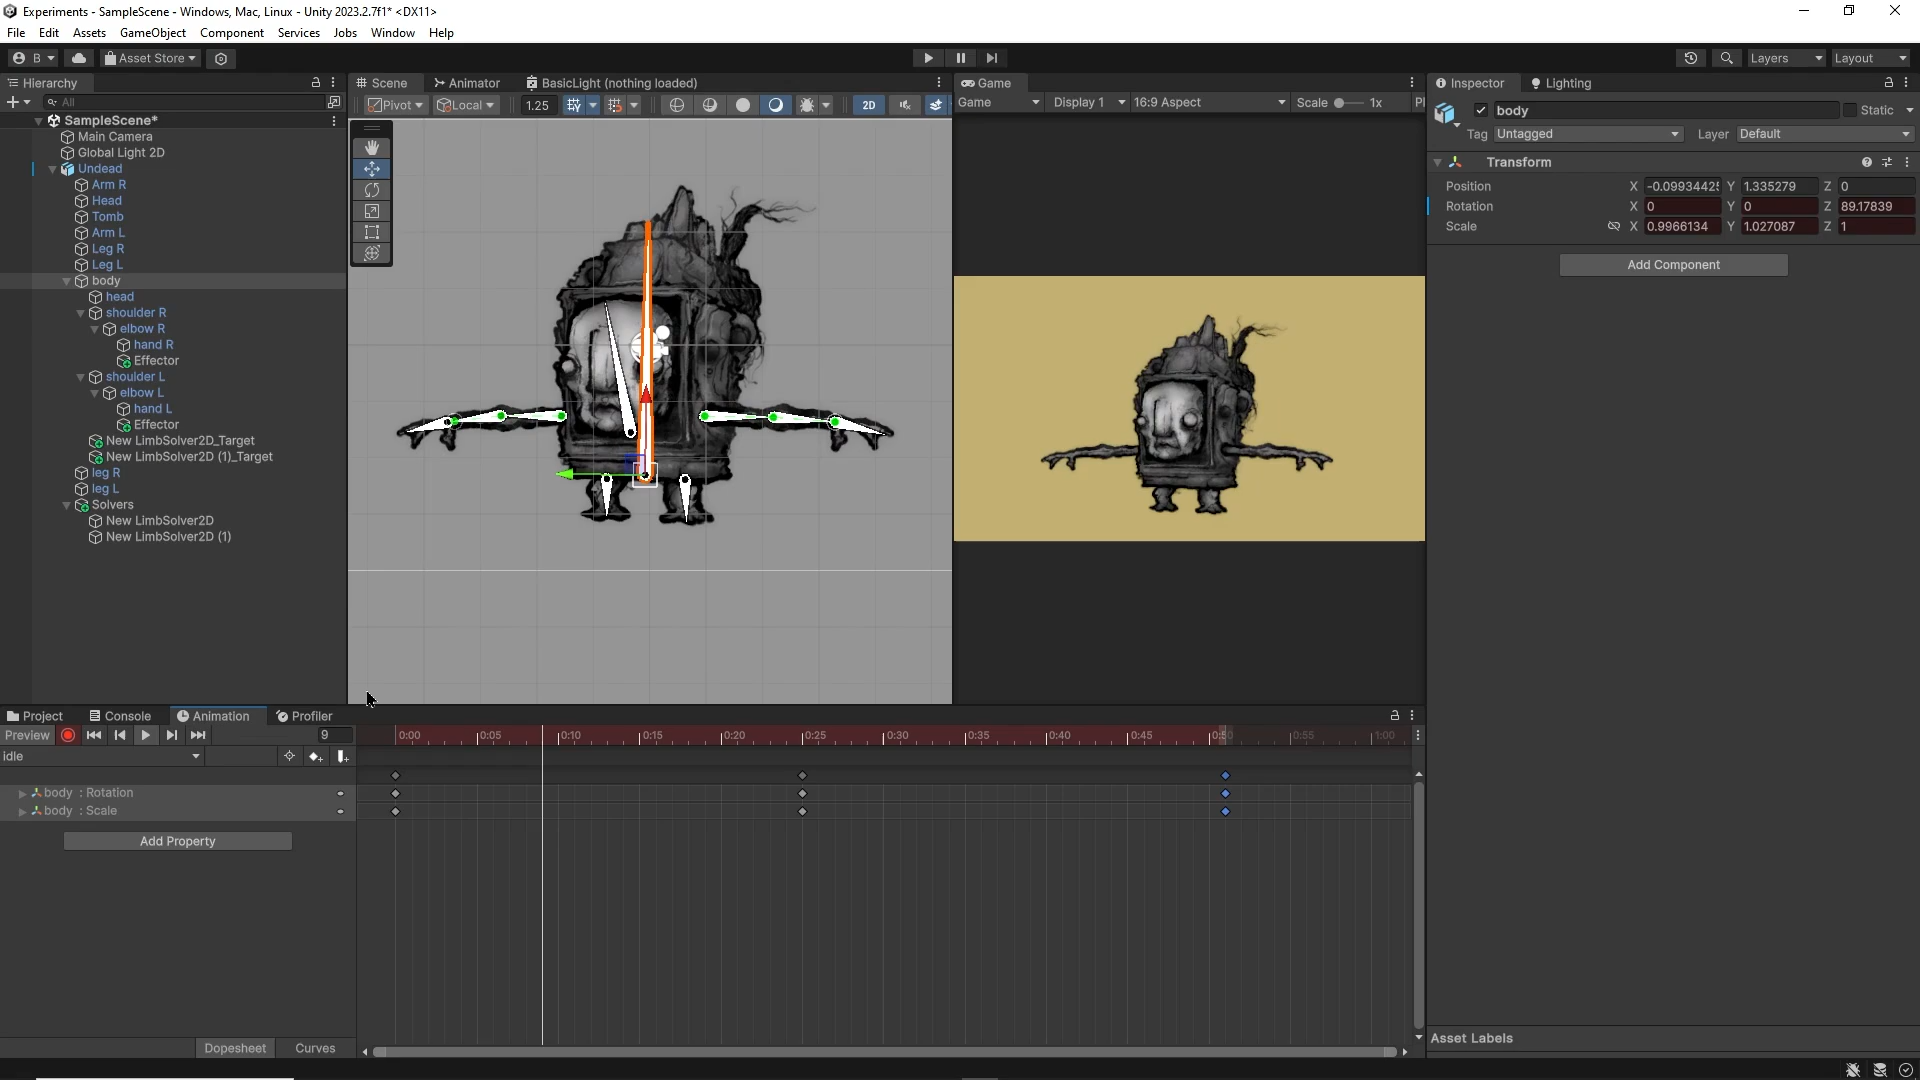 Experiments - SampleScene - Windows, Mac, Linux - Unity 2023.2.7f1* <DX11>
File Edit Assets GameObject Component Services Jobs Window Help
B Asset Store Layers Layout
Hierarchy
All
SampleScene*
Main Camera
Global Light 2D
Undead
Arm R
Head
Tomb
Arm L
Leg R
Leg L
body
head
shoulder R
elbow R
hand R
Effector
shoulder L
elbow L
hand L
Effector
New LimbSolver2D_Target
New LimbSolver2D (1)_Target
leg R
leg L
Solvers
New LimbSolver2D
New LimbSolver2D (1)
Scene Animator BasicLight (nothing loaded)
Pivot Local 1.25 2D
Game
Game Display 1 16:9 Aspect Scale 1x Pl
Inspector Lighting
body Static
Tag Untagged Layer Default
Transform
Position X -0.0993442 Y 1.335279 Z 0
Rotation X 0 Y 0 Z 89.17839
Scale X 0.9966134 Y 1.027087 Z 1
Add Component
Asset Labels
Project Console Animation Profiler
Preview 9 0:00 0:05 0:10 0:15 0:20 0:25 0:30 0:35 0:40 0:45 0:50 0:55 1:00
idle
body : Rotation
body : Scale
Add Property
Dopesheet Curves